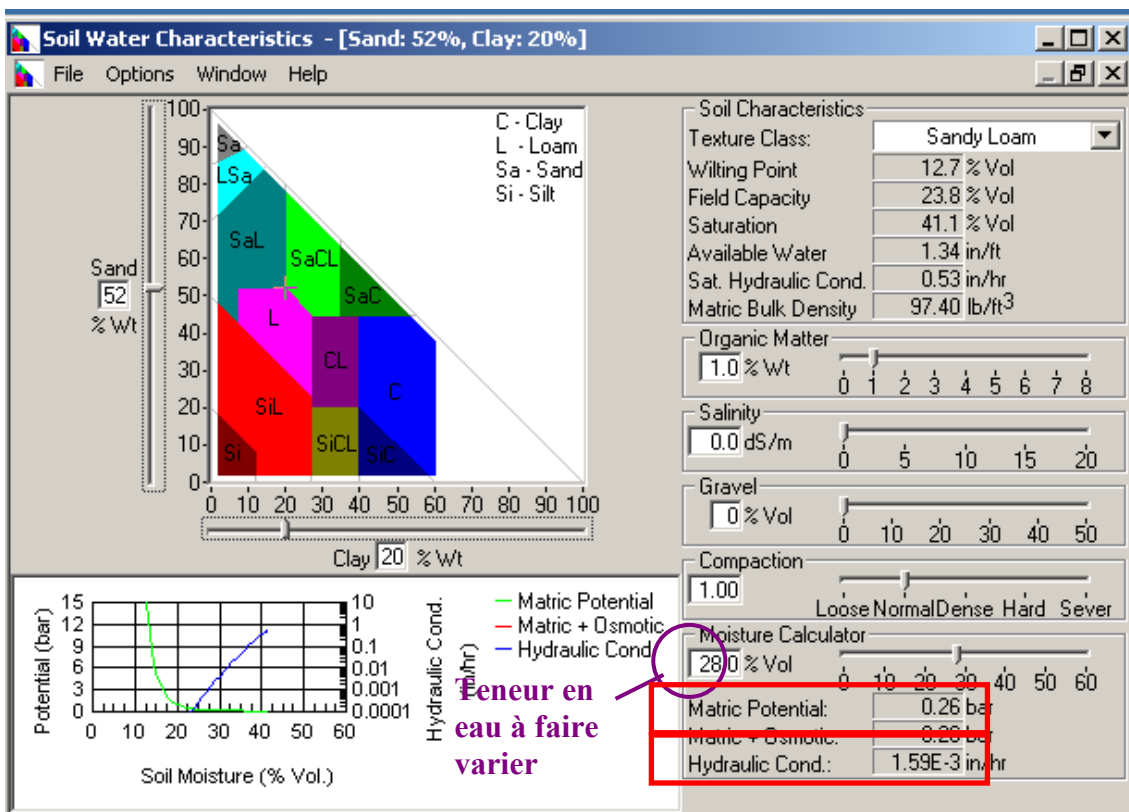 Soil Water Characteristics - [Sand: 52%, Clay: 20%]
File Options Window Help
100
90
80
70
60
50
40
30
20
10
0
Sand
52
% Wt
C - Clay
L - Loam
Sa - Sand
Si - Silt
Sa
LSa
SaL
SaCL
SaC
L
CL
C
SiL
SiCL
SiC
Si
0 10 20 30 40 50 60 70 80 90 100
Clay 20 % Wt
Soil Characteristics
Texture Class: Sandy Loam
Wilting Point 12.7 % Vol
Field Capacity 23.8 % Vol
Saturation 41.1 % Vol
Available Water 1.34 in/ft
Sat. Hydraulic Cond. 0.53 in/hr
Matric Bulk Density 97.40 lb/ft3
Organic Matter
1.0 % Wt
0 1 2 3 4 5 6 7 8
Salinity
0.0 dS/m
0 5 10 15 20
Gravel
0 % Vol
0 10 20 30 40 50
Compaction
1.00
Loose Normal Dense Hard Sever
Moisture Calculator
28.0 % Vol
0 10 20 30 40 50 60
Matric Potential: 0.26 bar
Matric + Osmotic: 0.26 bar
Hydraulic Cond.: 1.59E-3 in/hr
Potential (bar)
15
12
9
6
3
0
10
1
0.1
0.01
0.001
0.0001
0 10 20 30 40 50 60
Soil Moisture (% Vol.)
Hydraulic Cond.
(in/hr)
Matric Potential
Matric + Osmotic
Hydraulic Cond
Teneur en
eau à faire
varier